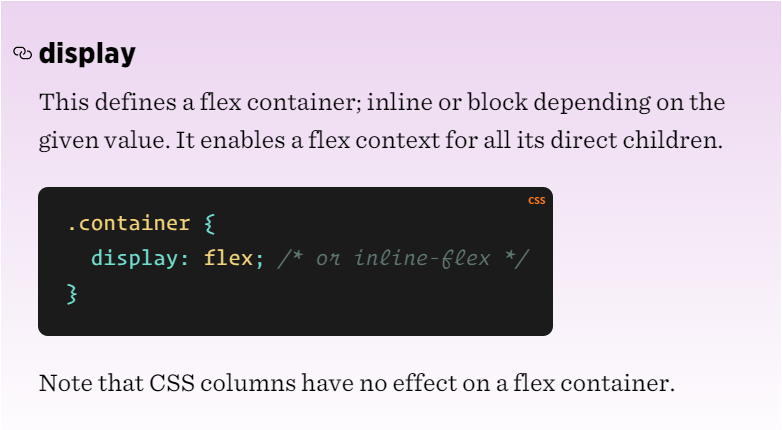 display
This defines a flex container; inline or block depending on the
given value. It enables a flex context for all its direct children.
CSS
.container {
  display: flex; /* or inline-flex */
}
Note that CSS columns have no effect on a flex container.